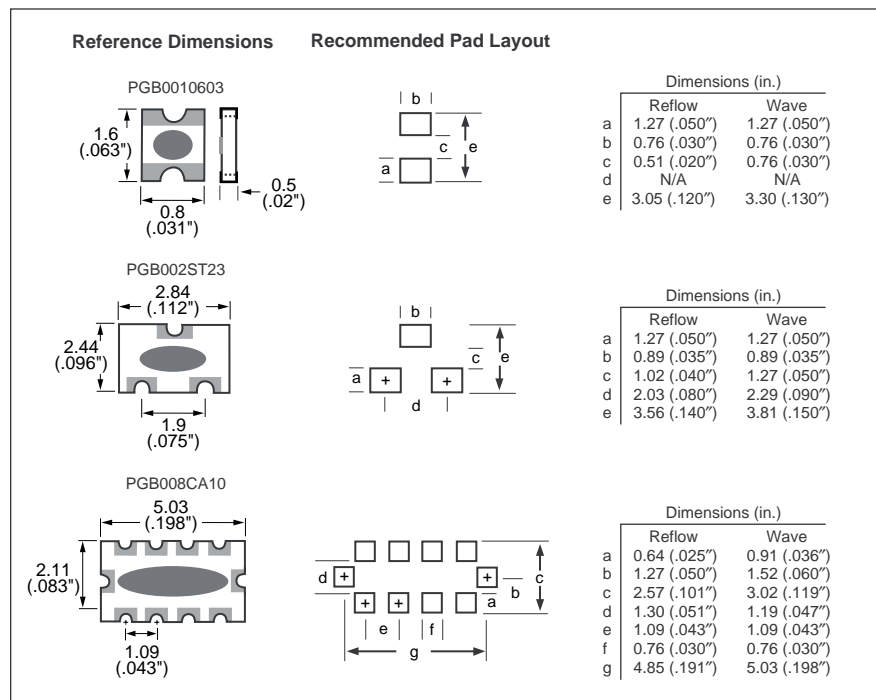 Reference Dimensions
Recommended Pad Layout
PGB0010603
1.6
(.063")
0.8
(.031")
0.5
(.02")
b
c
e
a
Dimensions (in.)
Reflow Wave
a 1.27 (.050″) 1.27 (.050″)
b 0.76 (.030″) 0.76 (.030″)
c 0.51 (.020″) 0.76 (.030″)
d N/A N/A
e 3.05 (.120″) 3.30 (.130″)
PGB002ST23
2.84
(.112")
2.44
(.096")
1.9
(.075")
b
c
e
a
d
Dimensions (in.)
Reflow Wave
a 1.27 (.050″) 1.27 (.050″)
b 0.89 (.035″) 0.89 (.035″)
c 1.02 (.040″) 1.27 (.050″)
d 2.03 (.080″) 2.29 (.090″)
e 3.56 (.140″) 3.81 (.150″)
PGB008CA10
5.03
(.198")
2.11
(.083")
1.09
(.043")
d
c
b
a
e
f
g
Dimensions (in.)
Reflow Wave
a 0.64 (.025″) 0.91 (.036″)
b 1.27 (.050″) 1.52 (.060″)
c 2.57 (.101″) 3.02 (.119″)
d 1.30 (.051″) 1.19 (.047″)
e 1.09 (.043″) 1.09 (.043″)
f 0.76 (.030″) 0.76 (.030″)
g 4.85 (.191″) 5.03 (.198″)